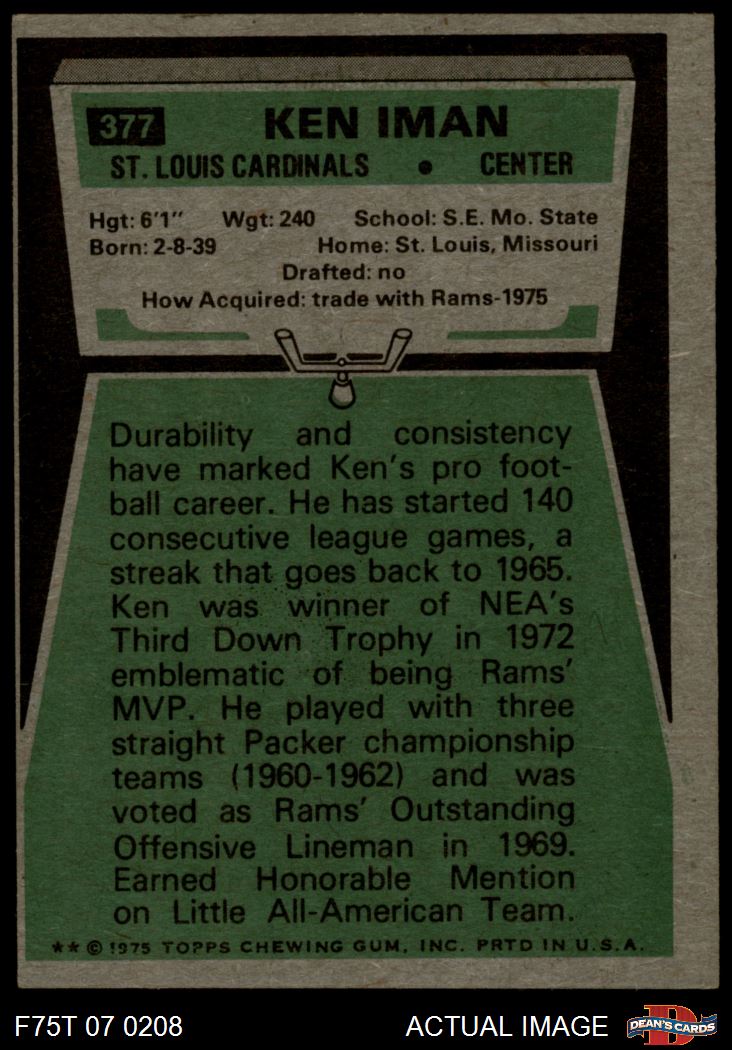 377 KEN IMAN
ST. LOUIS CARDINALS • CENTER
Hgt: 6'1" Wgt: 240 School: S.E. Mo. State
Born: 2-8-39 Home: St. Louis, Missouri
Drafted: no
How Acquired: trade with Rams-1975
Durability and consistency
have marked Ken's pro foot-
ball career. He has started 140
consecutive league games, a
streak that goes back to 1965.
Ken was winner of NEA's
Third Down Trophy in 1972
emblematic of being Rams'
MVP. He played with three
straight Packer championship
teams (1960-1962) and was
voted as Rams' Outstanding
Offensive Lineman in 1969.
Earned Honorable Mention
on Little All-American Team.
** © 1975 TOPPS CHEWING GUM, INC. PRTD IN U.S.A.
F75T 07 0208 ACTUAL IMAGE D DEAN'S CARDS